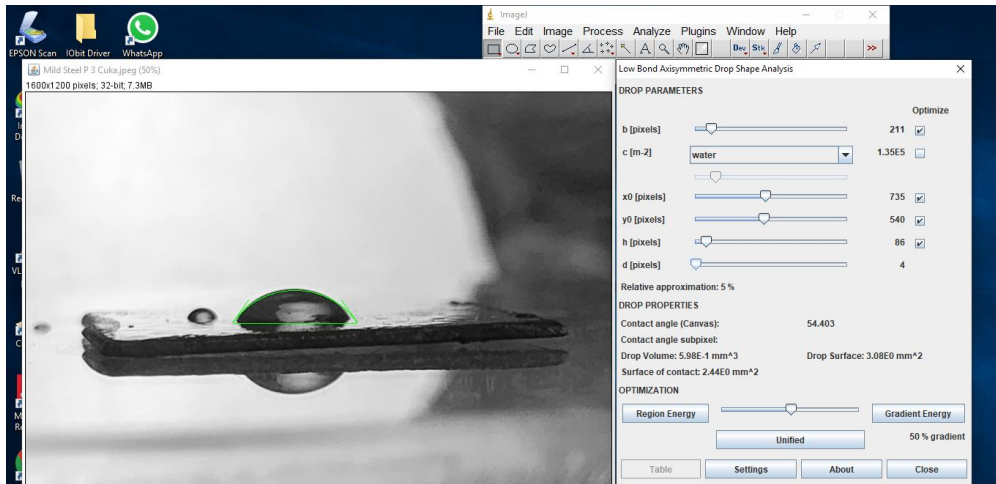 ImageJ
File Edit Image Process Analyze Plugins Window Help
Dev Stk >>
EPSON Scan IObit Driver WhatsApp
Mild Steel P 3 Cuka.jpeg (50%)
1600x1200 pixels; 32-bit; 7.3MB
Low Bond Axisymmetric Drop Shape Analysis
DROP PARAMETERS
Optimize
b [pixels] 211
c [m-2] water 1.35E5
x0 [pixels] 735
y0 [pixels] 540
h [pixels] 86
d [pixels] 4
Relative approximation: 5 %
DROP PROPERTIES
Contact angle (Canvas): 54.403
Contact angle subpixel:
Drop Volume: 5.98E-1 mm^3 Drop Surface: 3.08E0 mm^2
Surface of contact: 2.44E0 mm^2
OPTIMIZATION
Region Energy Gradient Energy
Unified 50 % gradient
Table Settings About Close